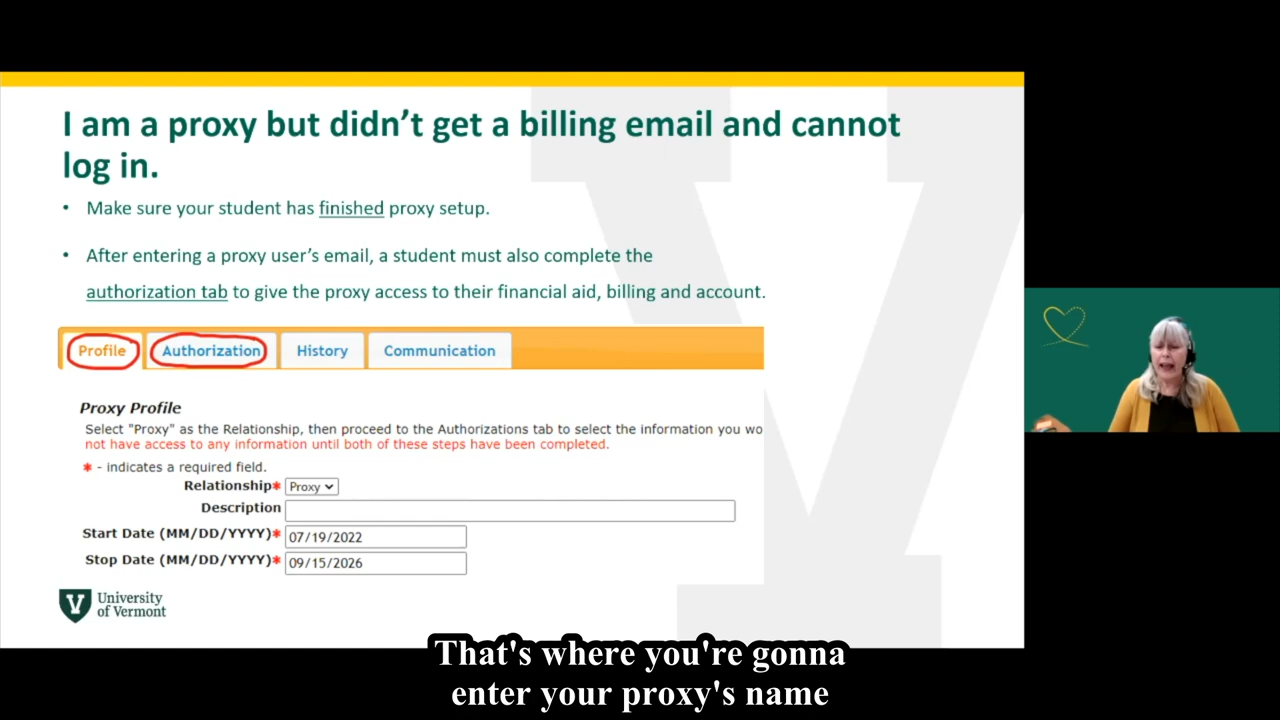 I am a proxy but didn't get a billing email and cannot
log in.
• Make sure your student has finished proxy setup.
• After entering a proxy user's email, a student must also complete the
authorization tab to give the proxy access to their financial aid, billing and account.
Profile Authorization History Communication
Proxy Profile
Select "Proxy" as the Relationship, then proceed to the Authorizations tab to select the information you wo
not have access to any information until both of these steps have been completed.
* - indicates a required field.
Relationship* Proxy
Description
Start Date (MM/DD/YYYY)* 07/19/2022
Stop Date (MM/DD/YYYY)* 09/15/2026
V University
of Vermont
That's where you're gonna
enter your proxy's name